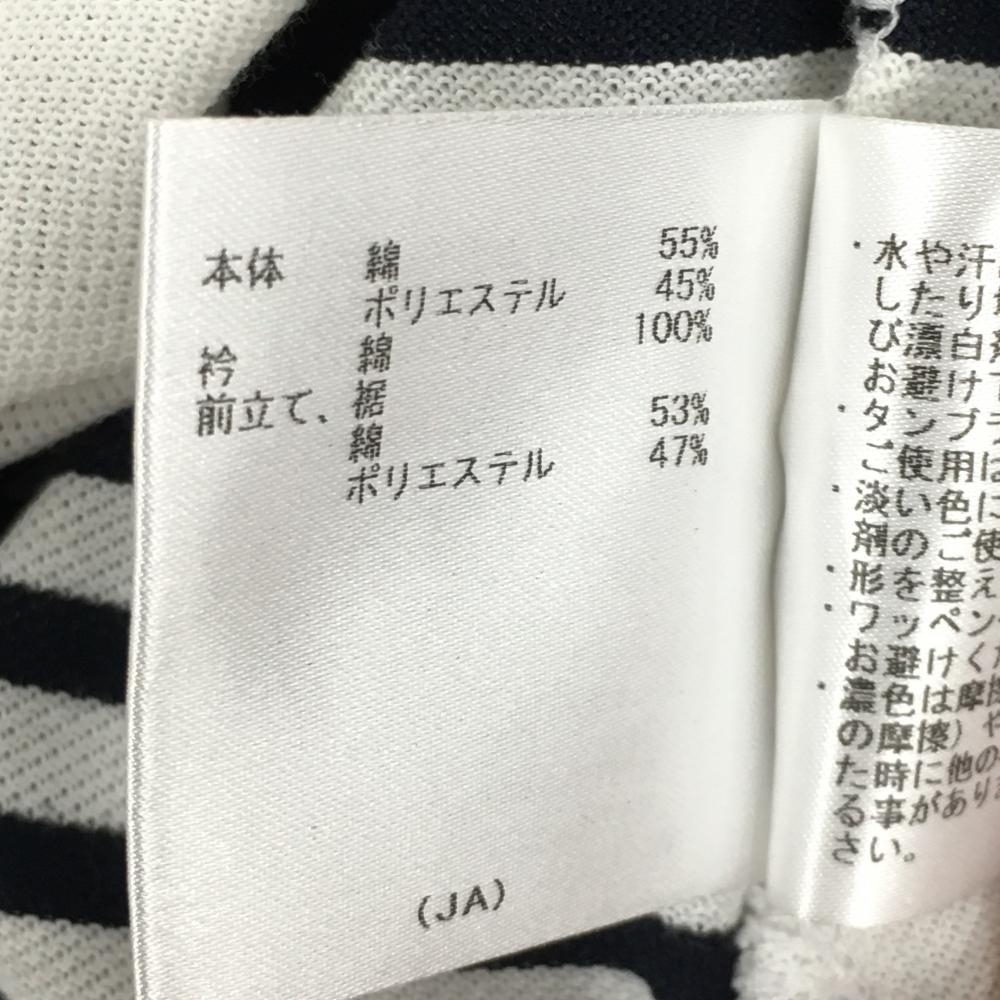 本体 綿 55%
ポリエステル 45%
衿 綿 100%
前立て、裾
綿 53%
ポリエステル 47%
(JA)
・水や汗
したり
び漂白
お避け
・タンブ
ご使用は
・淡い色に
剤のご使
・形を整え
・ワッペン
お避けく
・濃色は摩擦
の摩擦)や
た時に他の
る事があり
さい。